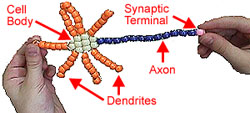 Cell
Body
Synaptic
Terminal
Axon
Dendrites